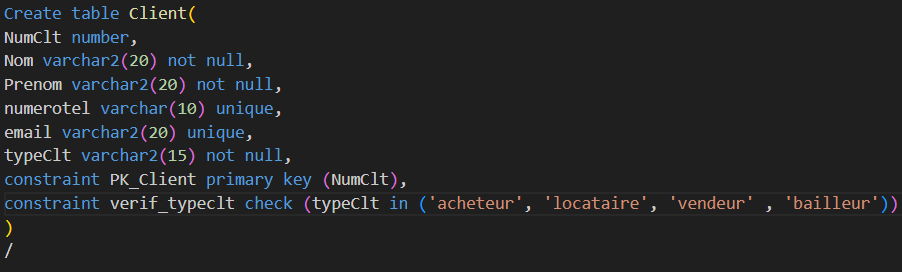 Create table Client(
NumClt number,
Nom varchar2(20) not null,
Prenom varchar2(20) not null,
numerotel varchar(10) unique,
email varchar2(20) unique,
typeClt varchar2(15) not null,
constraint PK_Client primary key (NumClt),
constraint verif_typeclt check (typeClt in ('acheteur', 'locataire', 'vendeur' , 'bailleur'))
)
/